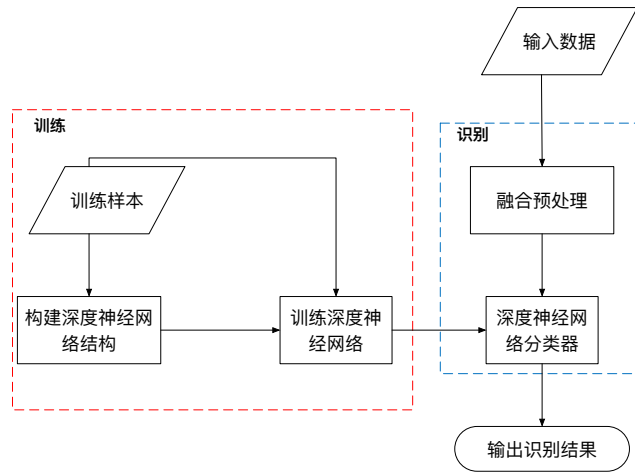 输入数据
训练
识别
训练样本
融合预处理
构建深度神经网
络结构
训练深度神
经网络
深度神经网
络分类器
输出识别结果